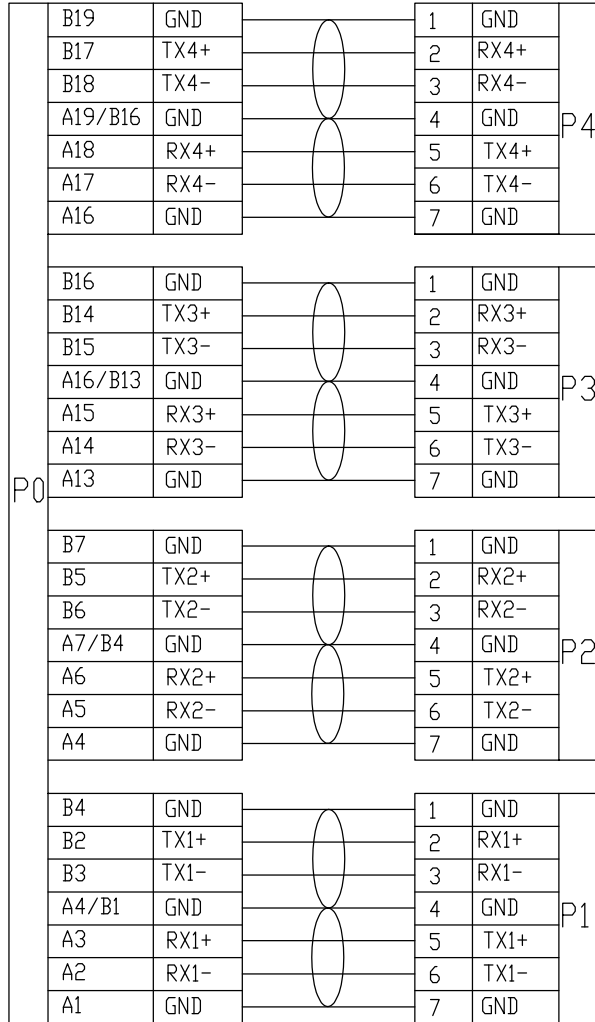 B19 GND 1 GND
B17 TX4+ 2 RX4+
B18 TX4- 3 RX4-
A19/B16 GND 4 GND P4
A18 RX4+ 5 TX4+
A17 RX4- 6 TX4-
A16 GND 7 GND
B16 GND 1 GND
B14 TX3+ 2 RX3+
B15 TX3- 3 RX3-
A16/B13 GND 4 GND P3
A15 RX3+ 5 TX3+
A14 RX3- 6 TX3-
P0 A13 GND 7 GND
B7 GND 1 GND
B5 TX2+ 2 RX2+
B6 TX2- 3 RX2-
A7/B4 GND 4 GND P2
A6 RX2+ 5 TX2+
A5 RX2- 6 TX2-
A4 GND 7 GND
B4 GND 1 GND
B2 TX1+ 2 RX1+
B3 TX1- 3 RX1-
A4/B1 GND 4 GND P1
A3 RX1+ 5 TX1+
A2 RX1- 6 TX1-
A1 GND 7 GND